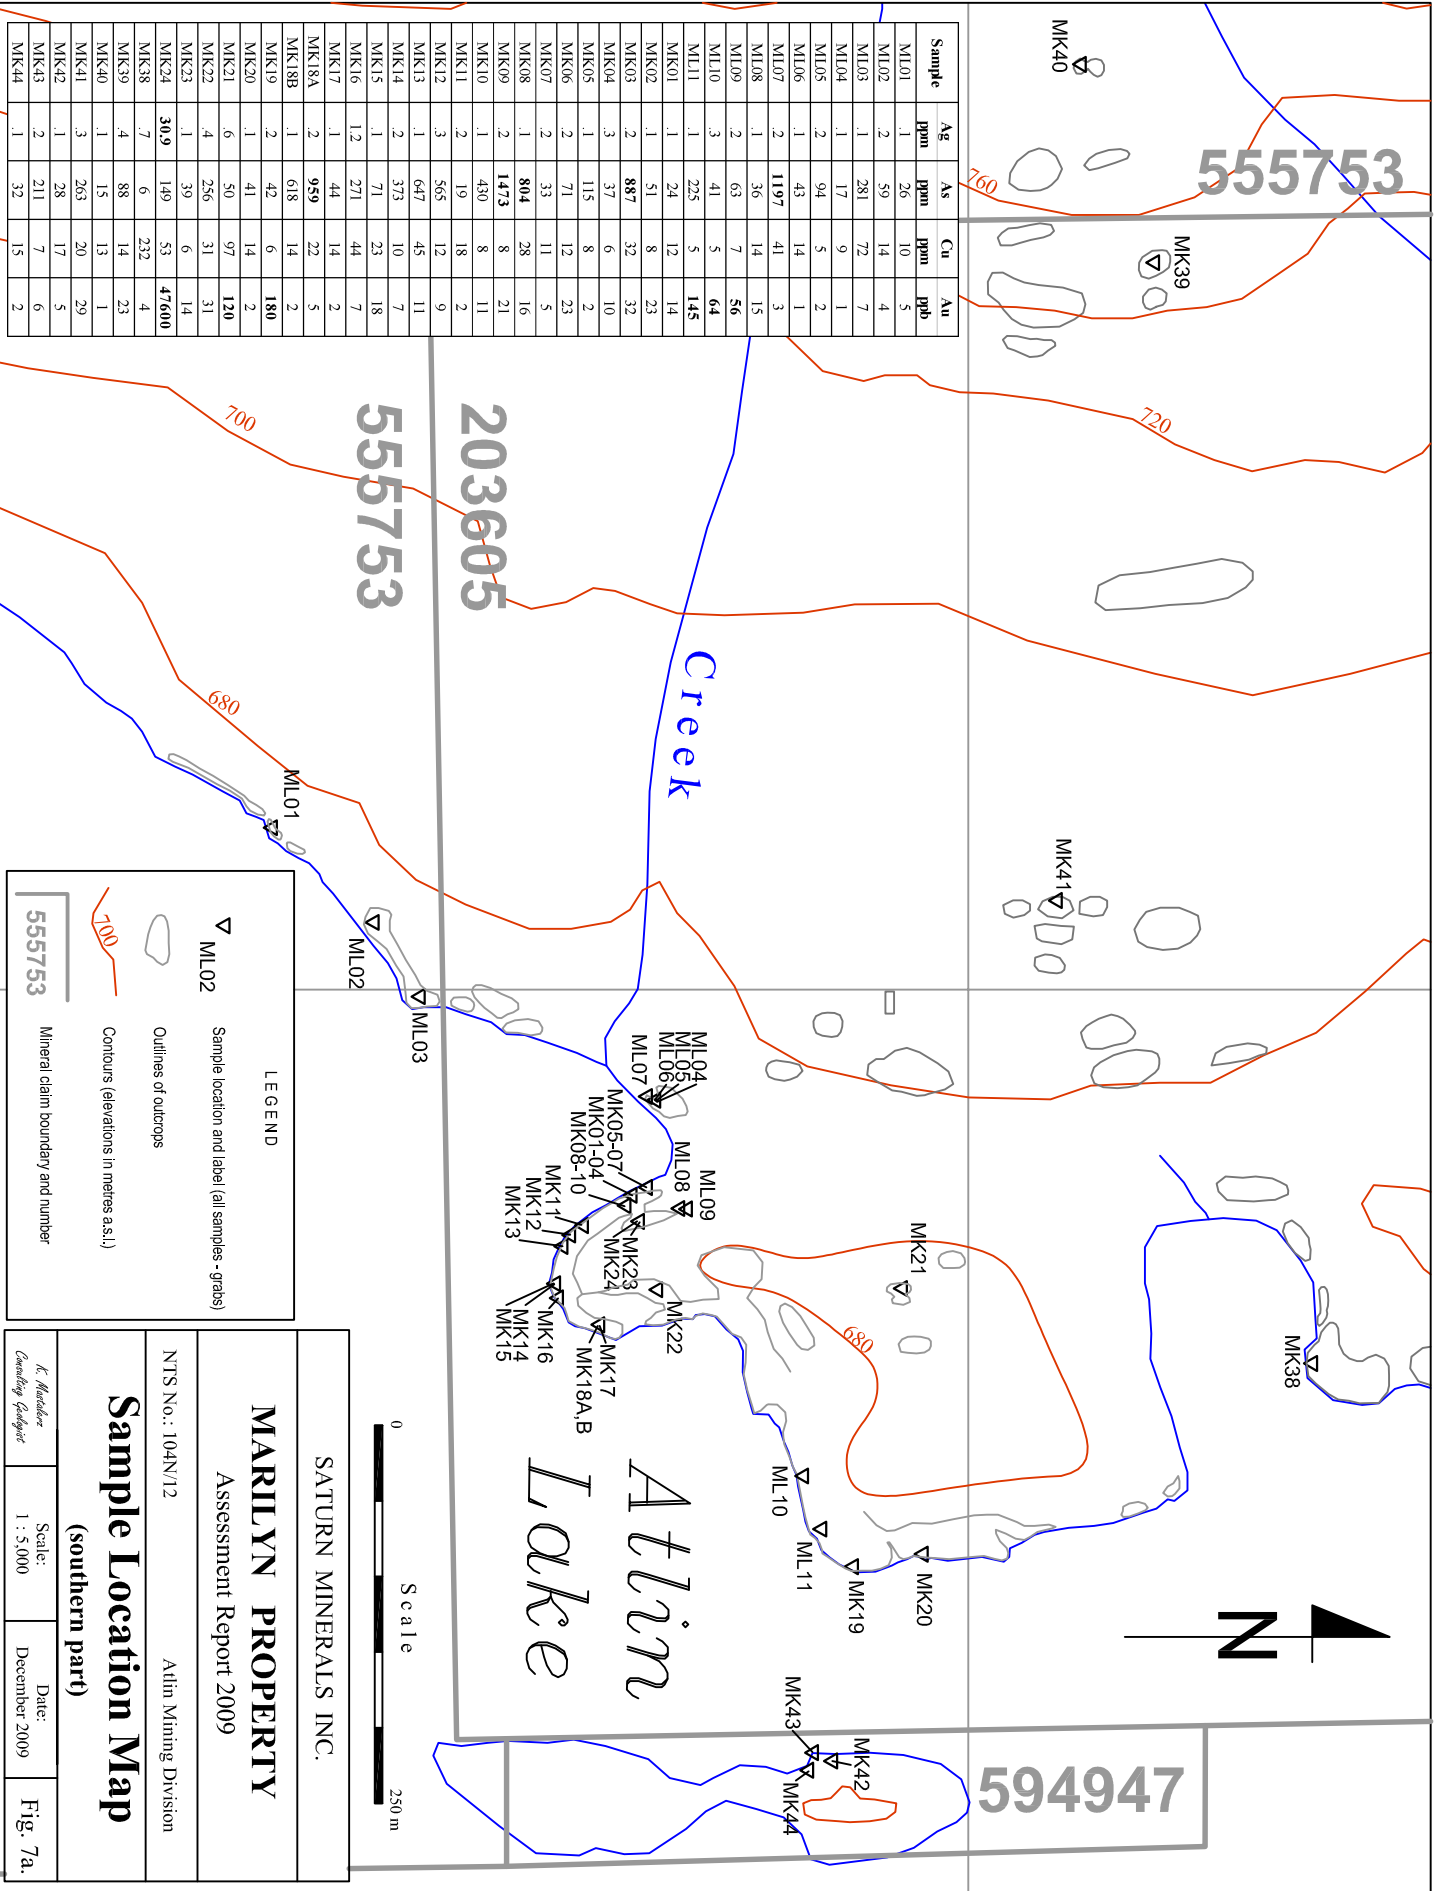 Sample Ag ppm As ppm Cu ppm Au ppb
ML01 .1 26 10 5
ML02 .2 59 14 4
ML03 .1 281 72 7
ML04 .1 17 9 1
ML05 .2 94 5 2
ML06 .1 43 14 1
ML07 .2 1197 41 3
ML08 .1 36 14 15
ML09 .2 63 7 56
ML10 .3 41 5 64
ML11 .1 225 5 145
MK01 .1 24 12 14
MK02 .1 51 8 23
MK03 .2 887 32 32
MK04 .3 37 6 10
MK05 .1 115 8 2
MK06 .2 71 12 23
MK07 .2 33 11 5
MK08 .1 804 28 16
MK09 .2 1473 8 21
MK10 .1 430 8 11
MK11 .2 19 18 2
MK12 .3 565 12 9
MK13 .1 647 45 11
MK14 .2 373 10 7
MK15 .1 71 23 18
MK16 1.2 271 44 7
MK17 .1 44 14 2
MK18A .2 959 22 5
MK18B .1 618 14 2
MK19 .2 42 6 180
MK20 .1 41 14 2
MK21 .6 50 97 120
MK22 .4 256 31 31
MK23 .1 39 6 14
MK24 30.9 149 53 47600
MK38 .7 6 232 4
MK39 .4 88 14 23
MK40 .1 15 13 1
MK41 .3 263 20 29
MK42 .1 28 17 5
MK43 .2 211 7 6
MK44 .1 32 15 2
MK40
555753
760
MK39
720
203605
555753
700
Creek
680
ML01
ML02
ML03
MK41
ML04
ML05
ML06
ML07
ML09
ML08
MK05-07
MK01-04
MK08-10
MK11
MK12
MK13
MK23
MK24
MK22
MK21
680
MK16
MK14
MK15
MK17
MK18A,B
MK38
ML10
ML11
MK19
MK20
Atlin
Lake
N
MK43
MK42
MK44
594947
LEGEND
ML02 Sample location and label (all samples - grabs)
Outlines of outcrops
700 Contours (elevations in metres a.s.l.)
555753 Mineral claim boundary and number
Scale
0 250 m
SATURN MINERALS INC.
MARILYN PROPERTY
Assessment Report 2009
NTS No.: 104N/12 Atlin Mining Division
Sample Location Map
(southern part)
K. Mastalerz
Consulting Geologist
Scale:
1 : 5,000
Date:
December 2009
Fig. 7a.